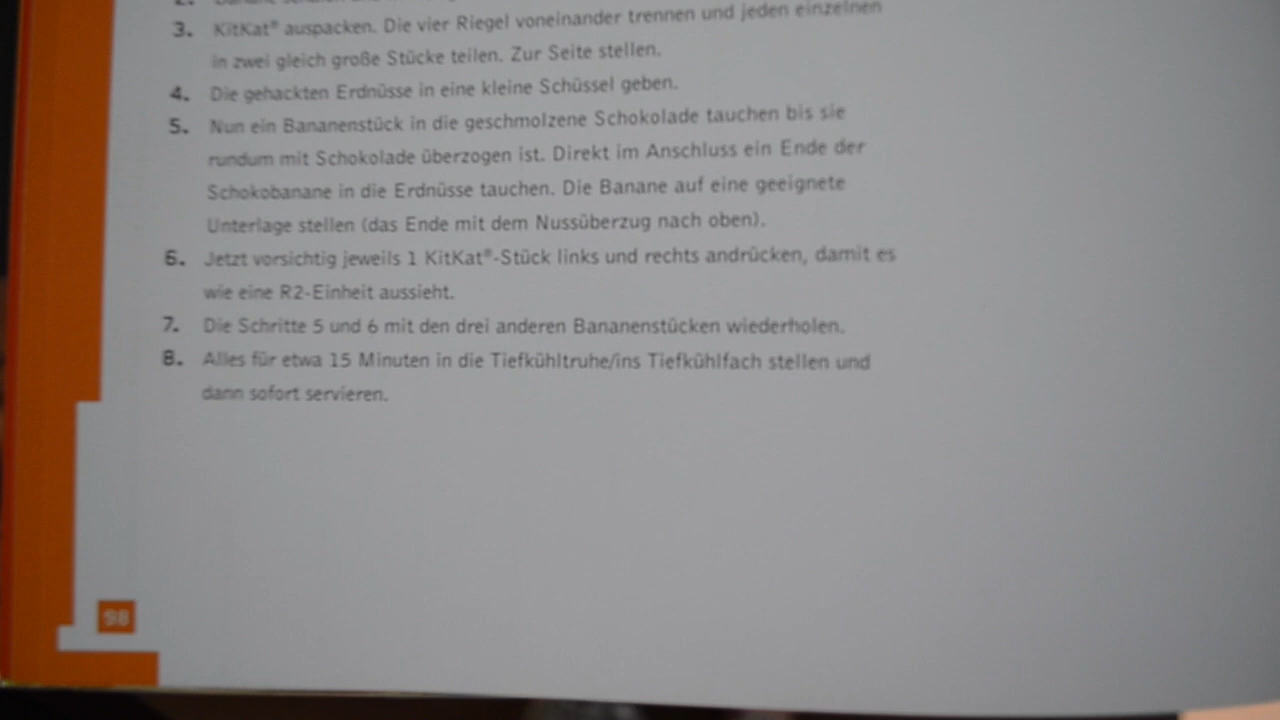 3. KitKat® auspacken. Die vier Riegel voneinander trennen und jeden einzelnen
in zwei gleich große Stücke teilen. Zur Seite stellen.
4. Die gehackten Erdnüsse in eine kleine Schüssel geben.
5. Nun ein Bananenstück in die geschmolzene Schokolade tauchen bis sie
rundum mit Schokolade überzogen ist. Direkt im Anschluss ein Ende der
Schokobanane in die Erdnüsse tauchen. Die Banane auf eine geeignete
Unterlage stellen (das Ende mit dem Nussüberzug nach oben).
6. Jetzt vorsichtig jeweils 1 KitKat®-Stück links und rechts andrücken, damit es
wie eine R2-Einheit aussieht.
7. Die Schritte 5 und 6 mit den drei anderen Bananenstücken wiederholen.
8. Alles für etwa 15 Minuten in die Tiefkühltruhe/ins Tiefkühlfach stellen und
dann sofort servieren.
98